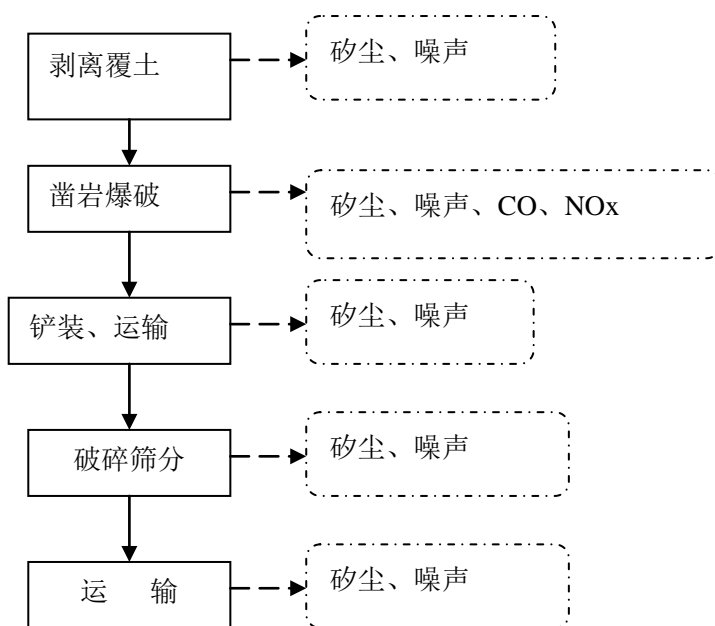 剥离覆土
矽尘、噪声
凿岩爆破
矽尘、噪声、CO、NOx
铲装、运输
矽尘、噪声
破碎筛分
矽尘、噪声
运 输
矽尘、噪声